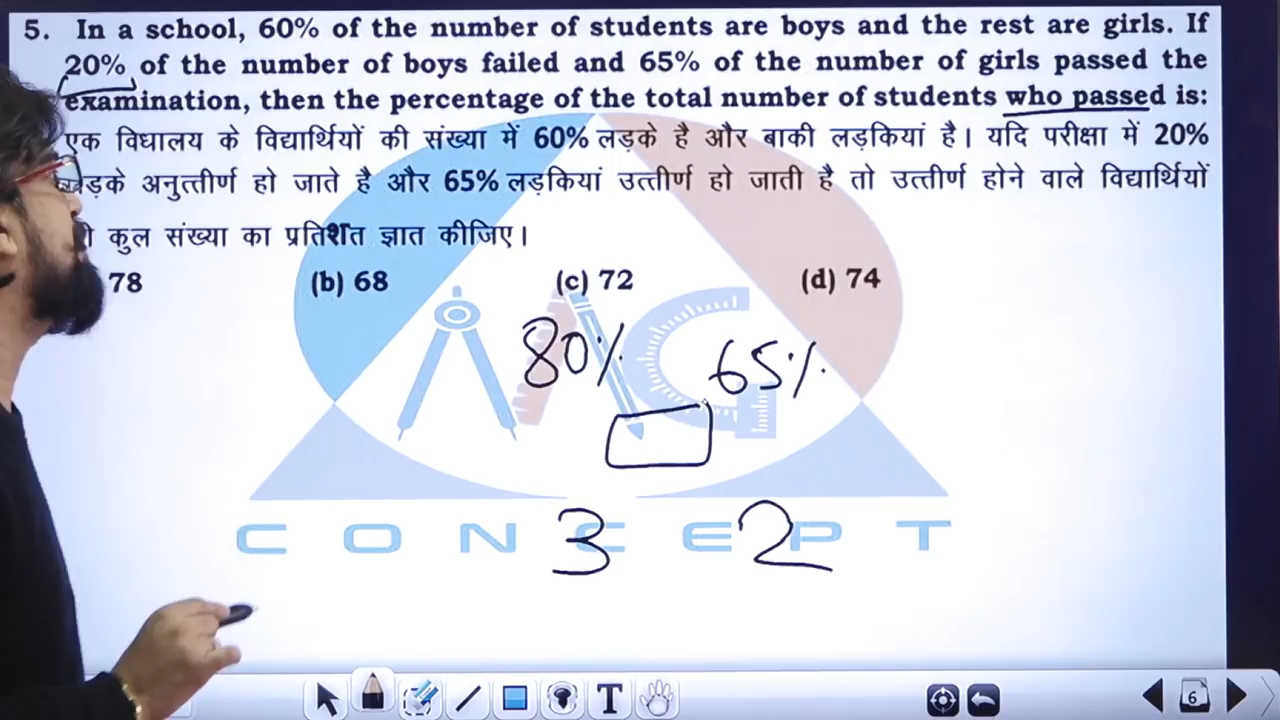 5. In a school, 60% of the number of students are boys and the rest are girls. If
20% of the number of boys failed and 65% of the number of girls passed the
examination, then the percentage of the total number of students who passed is:
एक विधालय के विद्यार्थियों की संख्या में 60% लड़के है और बाकी लड़कियां है। यदि परीक्षा में 20%
लड़के अनुत्तीर्ण हो जाते है और 65% लड़कियां उत्तीर्ण हो जाती है तो उत्तीर्ण होने वाले विद्यार्थियों
कुल संख्या का प्रतिशत ज्ञात कीजिए।
78 (b) 68 (c) 72 (d) 74
80% 65%
3 2
CONCEPT
T
6